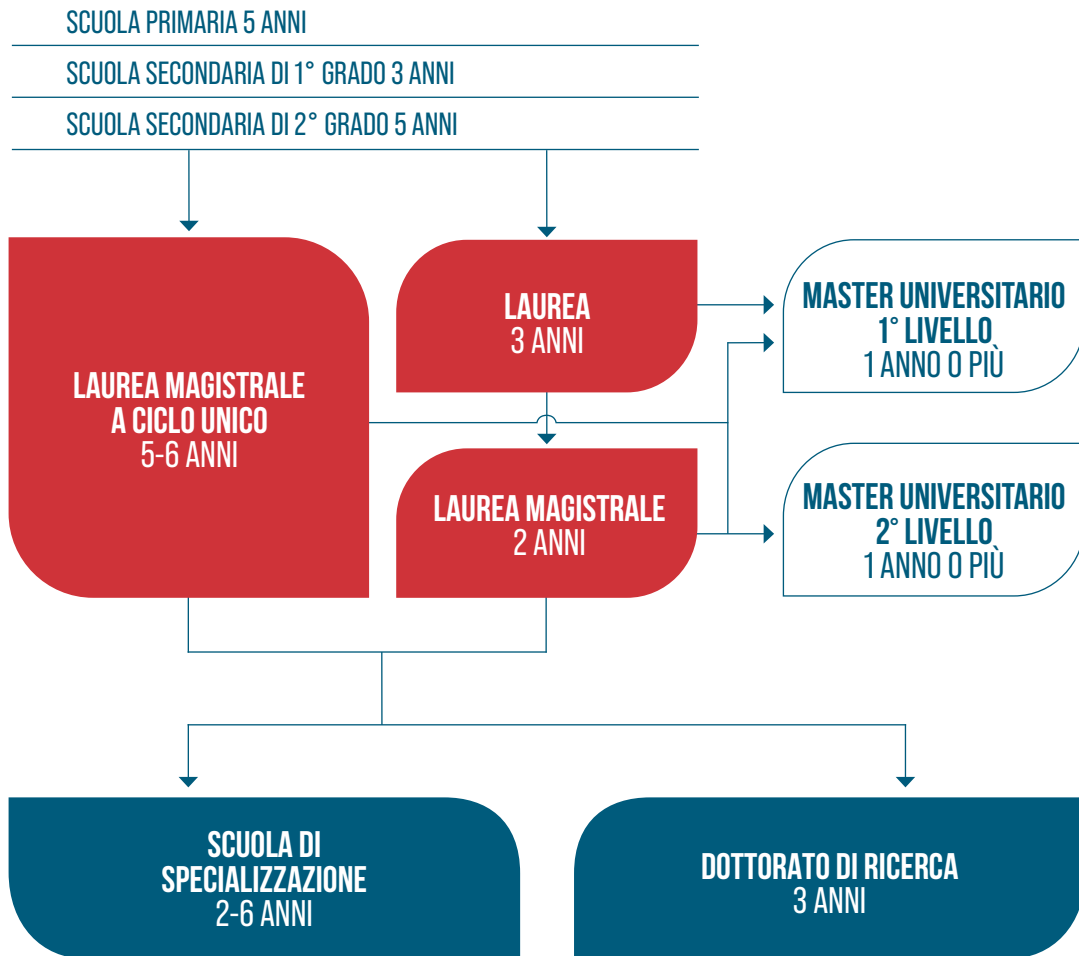 SCUOLA PRIMARIA 5 ANNI
SCUOLA SECONDARIA DI 1° GRADO 3 ANNI
SCUOLA SECONDARIA DI 2° GRADO 5 ANNI
LAUREA MAGISTRALE
A CICLO UNICO
5-6 ANNI
LAUREA
3 ANNI
MASTER UNIVERSITARIO
1° LIVELLO
1 ANNO O PIÙ
LAUREA MAGISTRALE
2 ANNI
MASTER UNIVERSITARIO
2° LIVELLO
1 ANNO O PIÙ
SCUOLA DI
SPECIALIZZAZIONE
2-6 ANNI
DOTTORATO DI RICERCA
3 ANNI